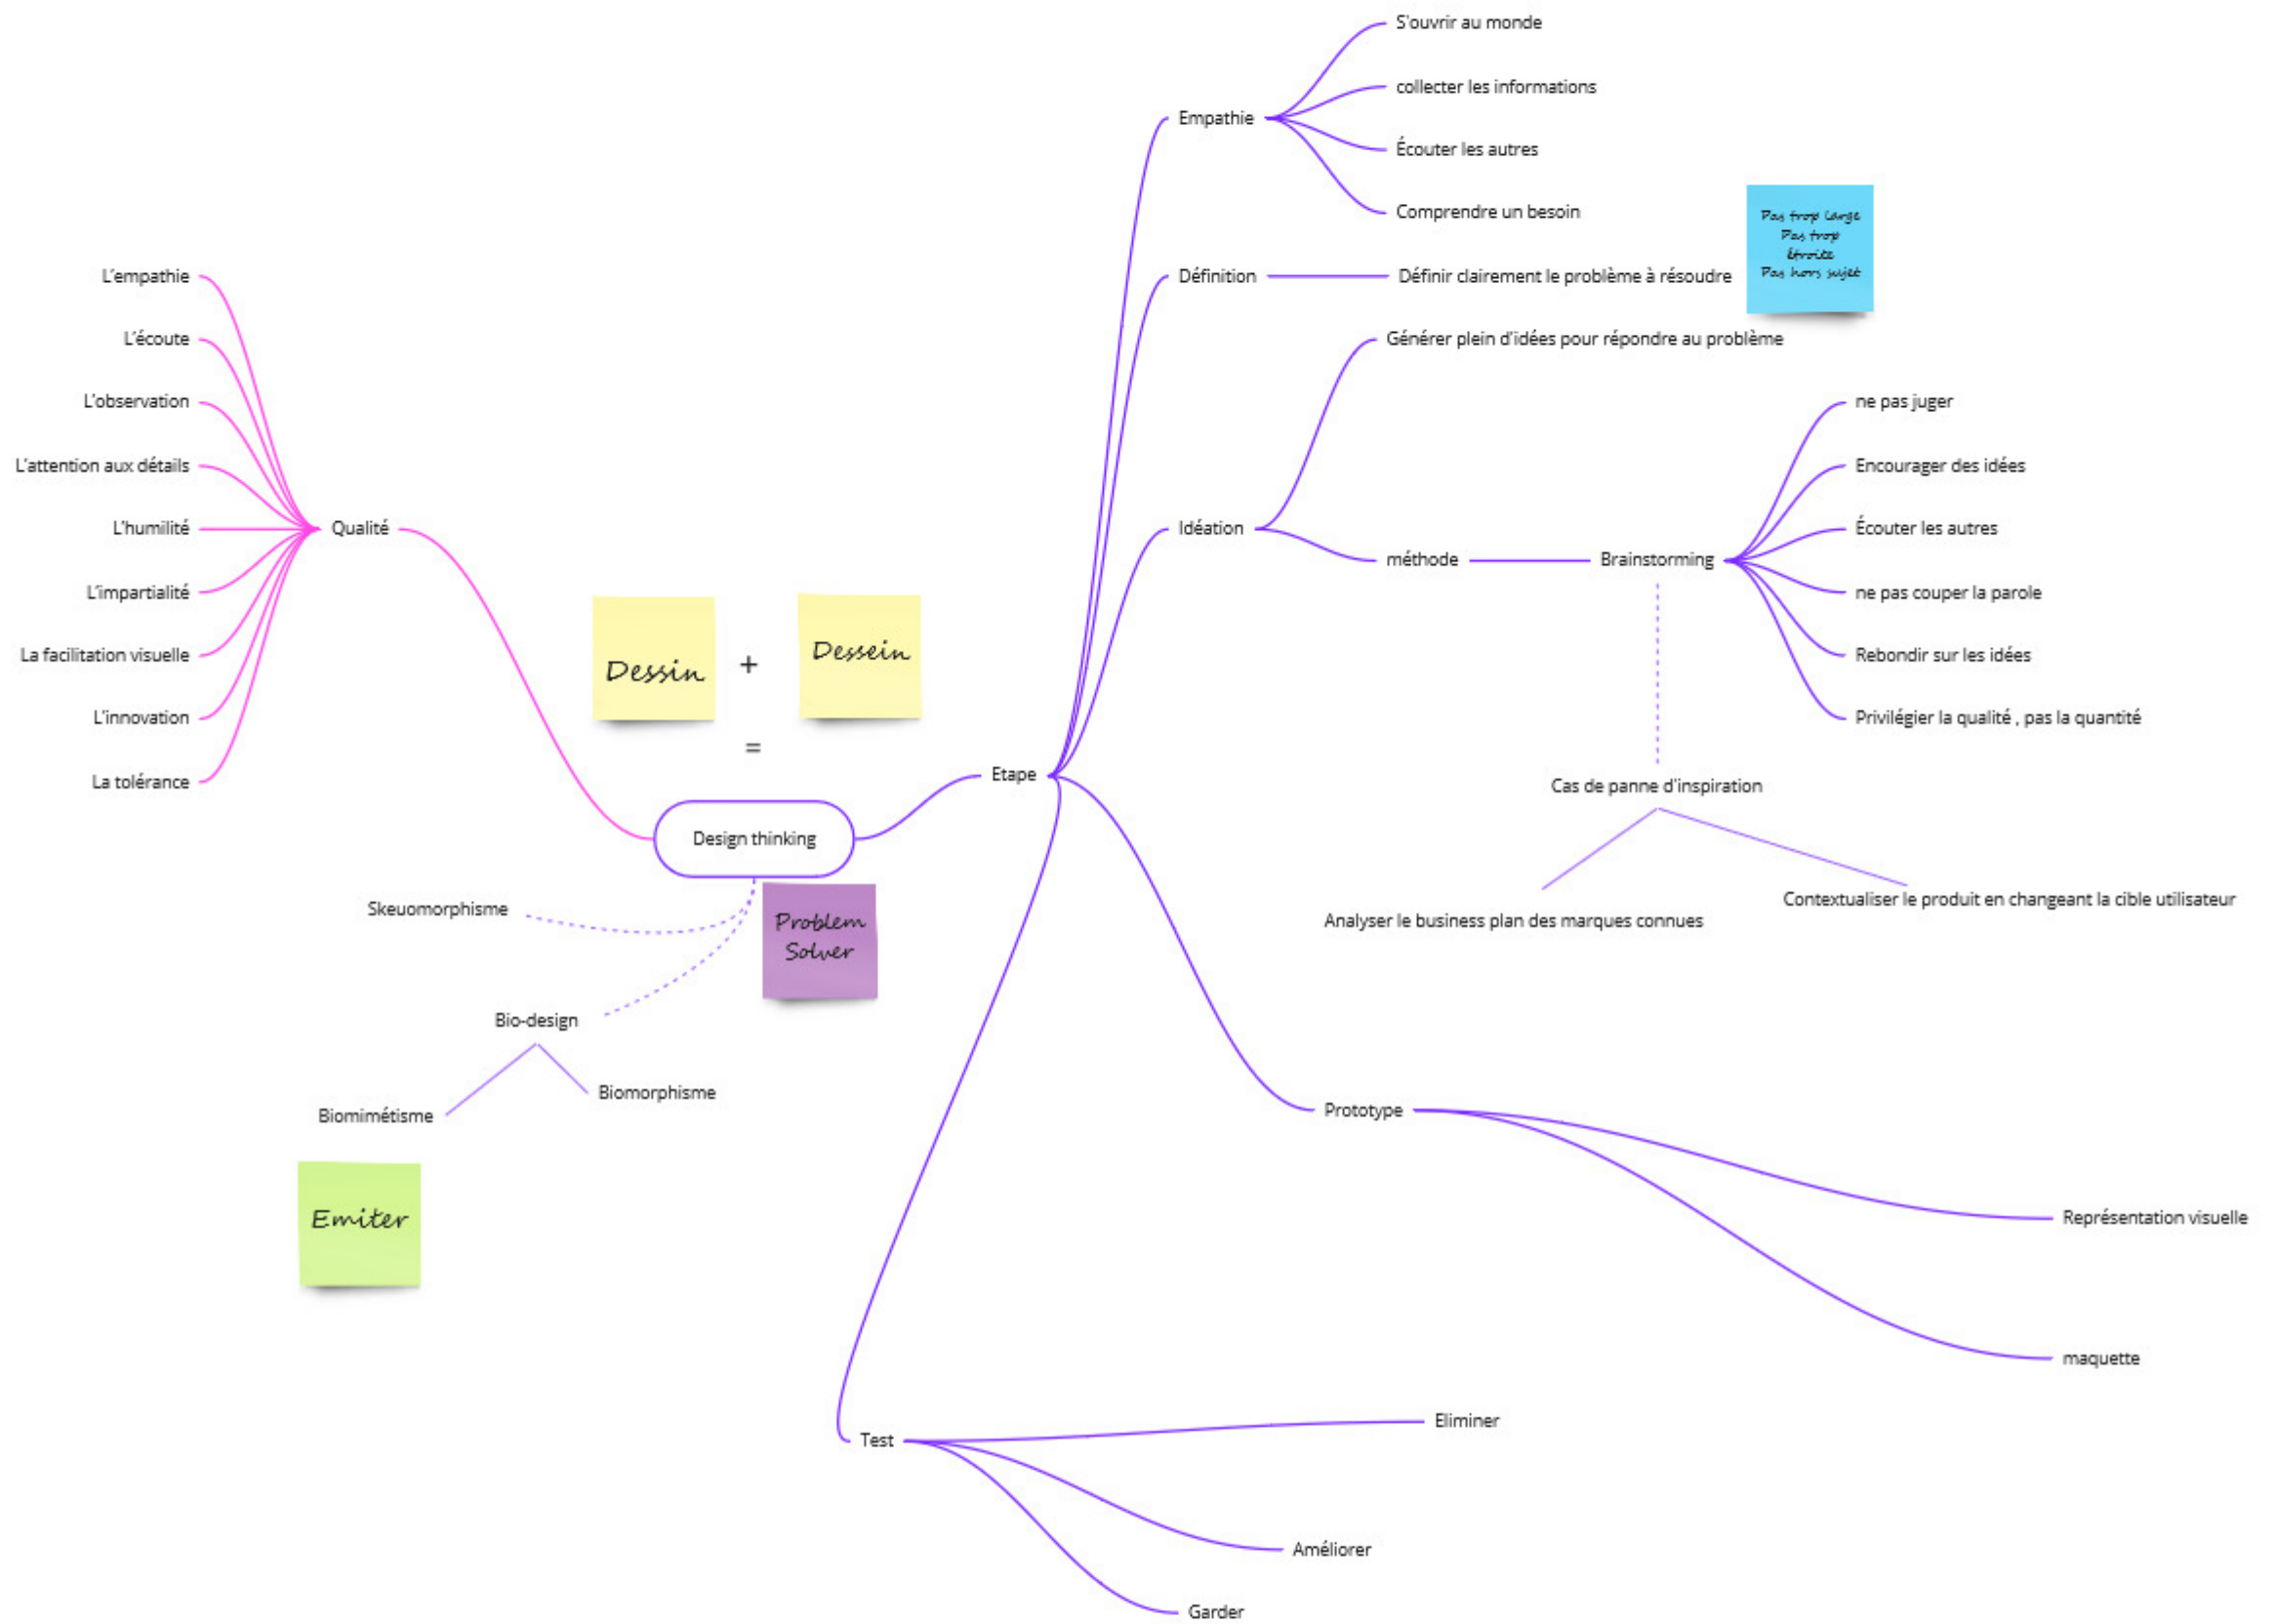 S'ouvrir au monde
collecter les informations
Empathie
Écouter les autres
Comprendre un besoin
Pas trop large
Pas trop
étroite
Pas hors sujet
Définition
Définir clairement le problème à résoudre
Générer plein d'idées pour répondre au problème
Idéation
méthode
Brainstorming
ne pas juger
Encourager des idées
Écouter les autres
ne pas couper la parole
Rebondir sur les idées
Privilégier la qualité , pas la quantité
Cas de panne d'inspiration
Analyser le business plan des marques connues
Contextualiser le produit en changeant la cible utilisateur
L'empathie
L'écoute
L'observation
L'attention aux détails
L'humilité
L'impartialité
La facilitation visuelle
L'innovation
La tolérance
Qualité
Dessin
+
Dessein
=
Etape
Design thinking
Problem
Solver
Skeuomorphisme
Bio-design
Biomimétisme
Biomorphisme
Emiter
Prototype
Représentation visuelle
maquette
Test
Eliminer
Améliorer
Garder